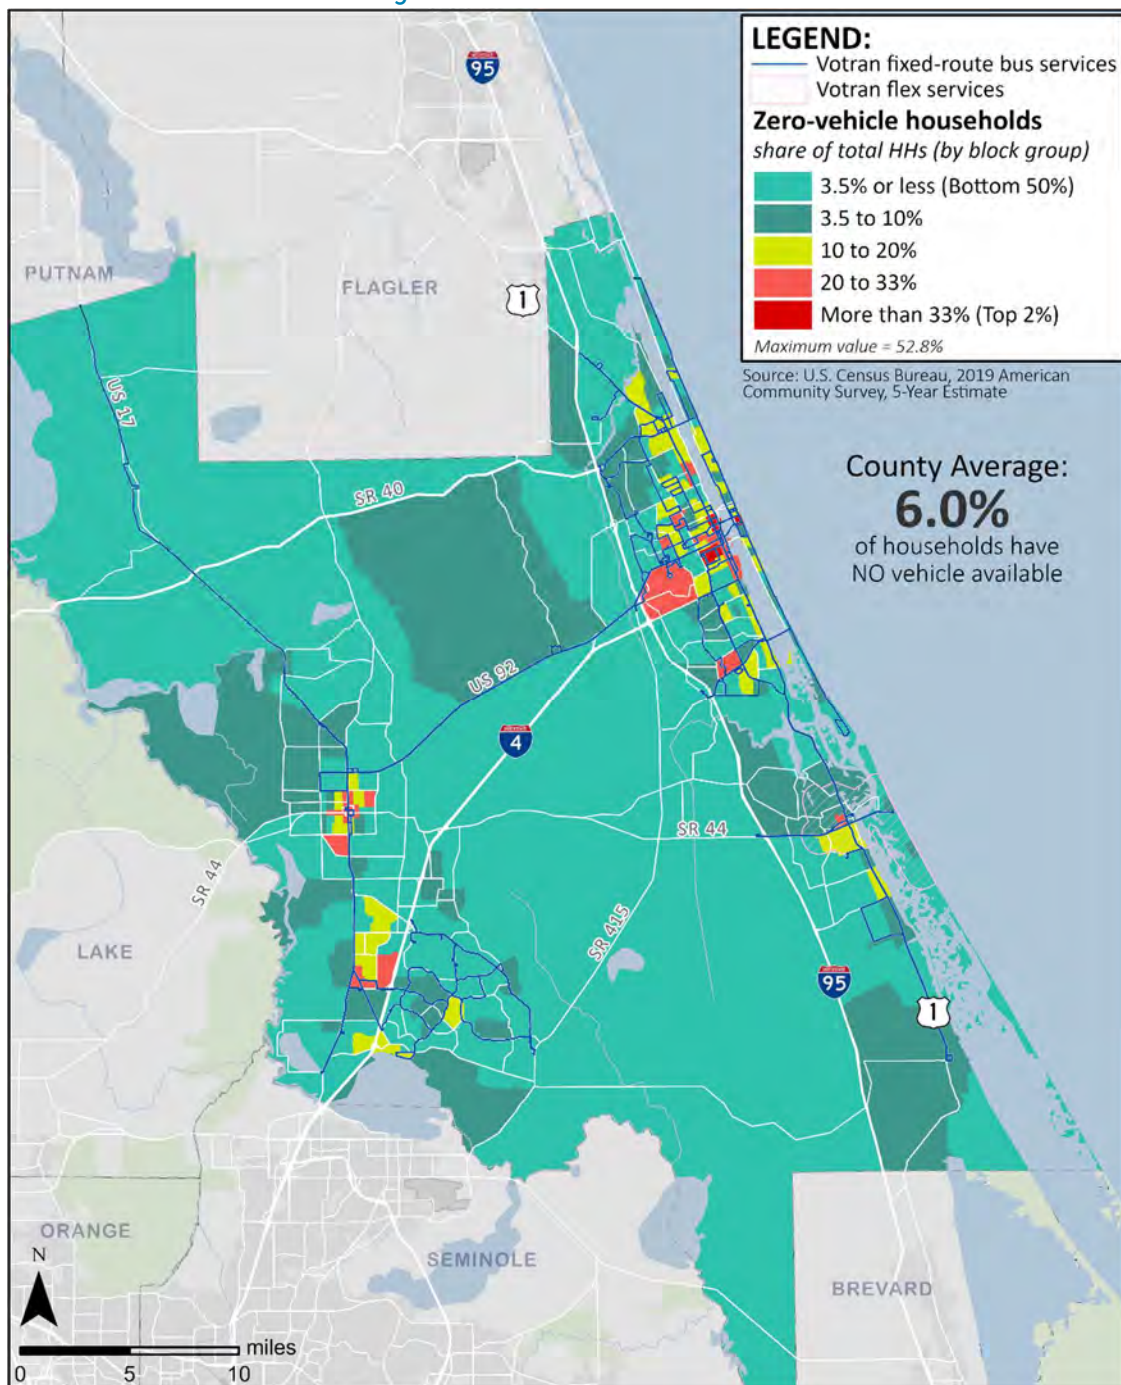 LEGEND:
Votran fixed-route bus services
Votran flex services
Zero-vehicle households
share of total HHs (by block group)
3.5% or less (Bottom 50%)
3.5 to 10%
10 to 20%
20 to 33%
More than 33% (Top 2%)
Maximum value = 52.8%
Source: U.S. Census Bureau, 2019 American
Community Survey, 5-Year Estimate
County Average:
6.0%
of households have
NO vehicle available
95
PUTNAM
FLAGLER
1
US 17
SR 40
US 92
4
SR 44
SR 44
SR 415
LAKE
95
1
ORANGE
SEMINOLE
BREVARD
N
miles
0 5 10